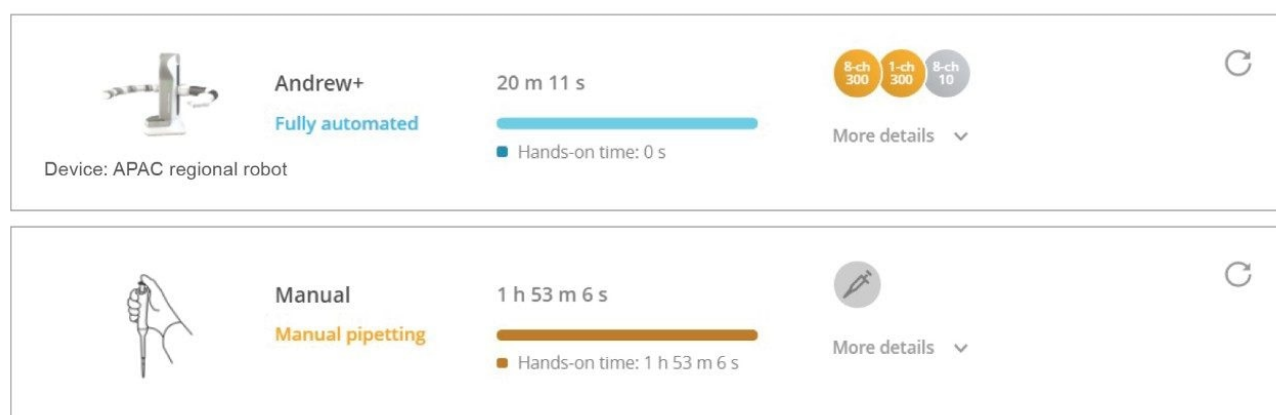 Andrew+
Fully automated
Device: APAC regional robot
20 m 11 s
Hands-on time: 0 s
8-ch 300
1-ch 300
8-ch 10
More details
Manual
Manual pipetting
1 h 53 m 6 s
Hands-on time: 1 h 53 m 6 s
More details